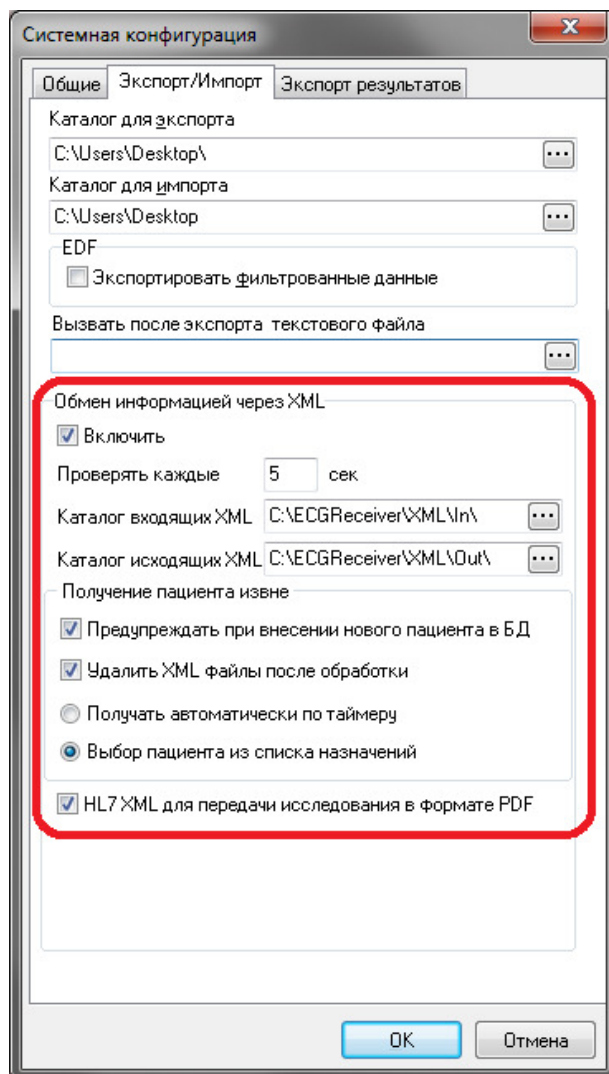 Системная конфигурация
Общие Экспорт/Импорт Экспорт результатов
Каталог для экспорта
C:\Users\Desktop\
Каталог для импорта
C:\Users\Desktop
EDF
Экспортировать фильтрованные данные
Вызвать после экспорта текстового файла
Обмен информацией через XML
Включить
Проверять каждые 5 сек
Каталог входящих XML C:\ECGReceiver\XML\In\
Каталог исходящих XML C:\ECGReceiver\XML\Out\
Получение пациента извне
Предупреждать при внесении нового пациента в БД
Удалить XML файлы после обработки
Получать автоматически по таймеру
Выбор пациента из списка назначений
HL7 XML для передачи исследования в формате PDF
OK Отмена